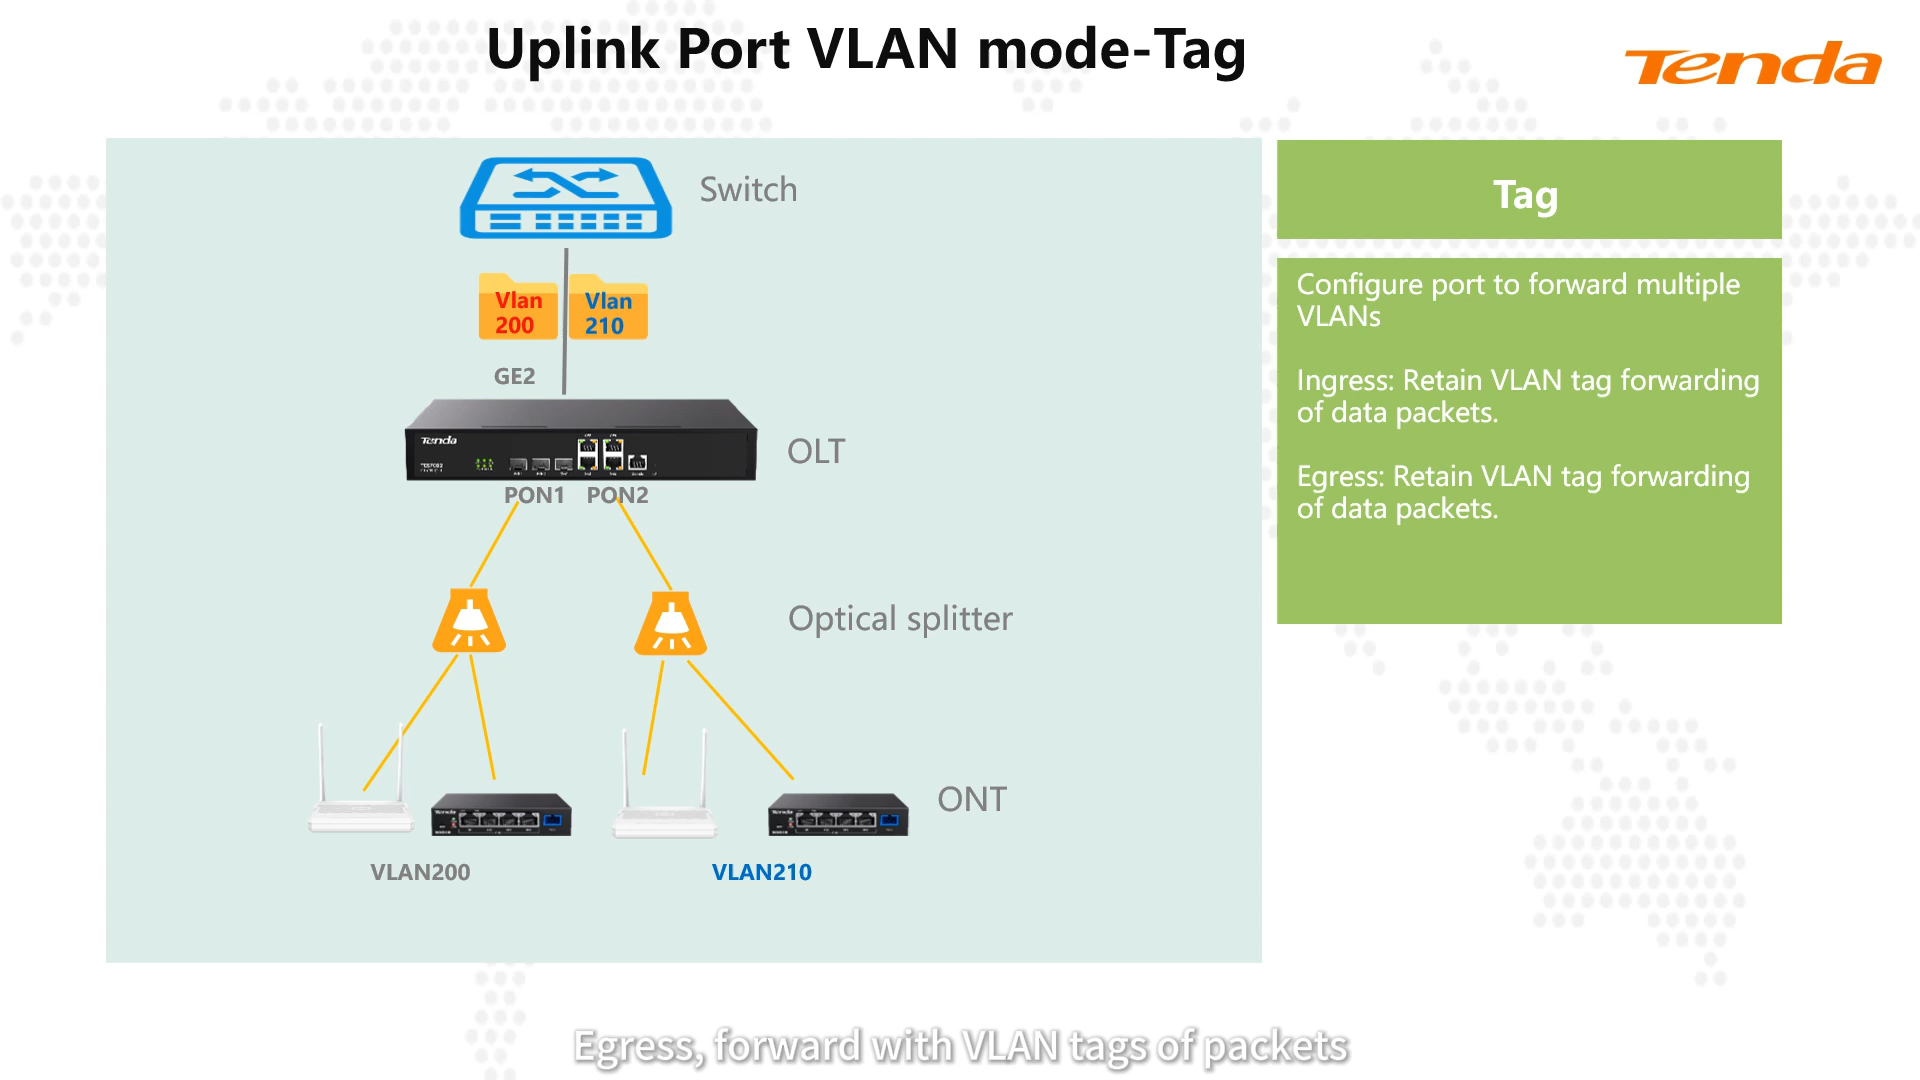 Uplink Port VLAN mode-Tag
Tenda
Switch
Vlan
200
Vlan
210
GE2
Tenda
OLT
PON1 PON2
Optical splitter
ONT
VLAN200
VLAN210
Tag
Configure port to forward multiple
VLANs
Ingress: Retain VLAN tag forwarding
of data packets.
Egress: Retain VLAN tag forwarding
of data packets.
Egress, forward with VLAN tags of packets